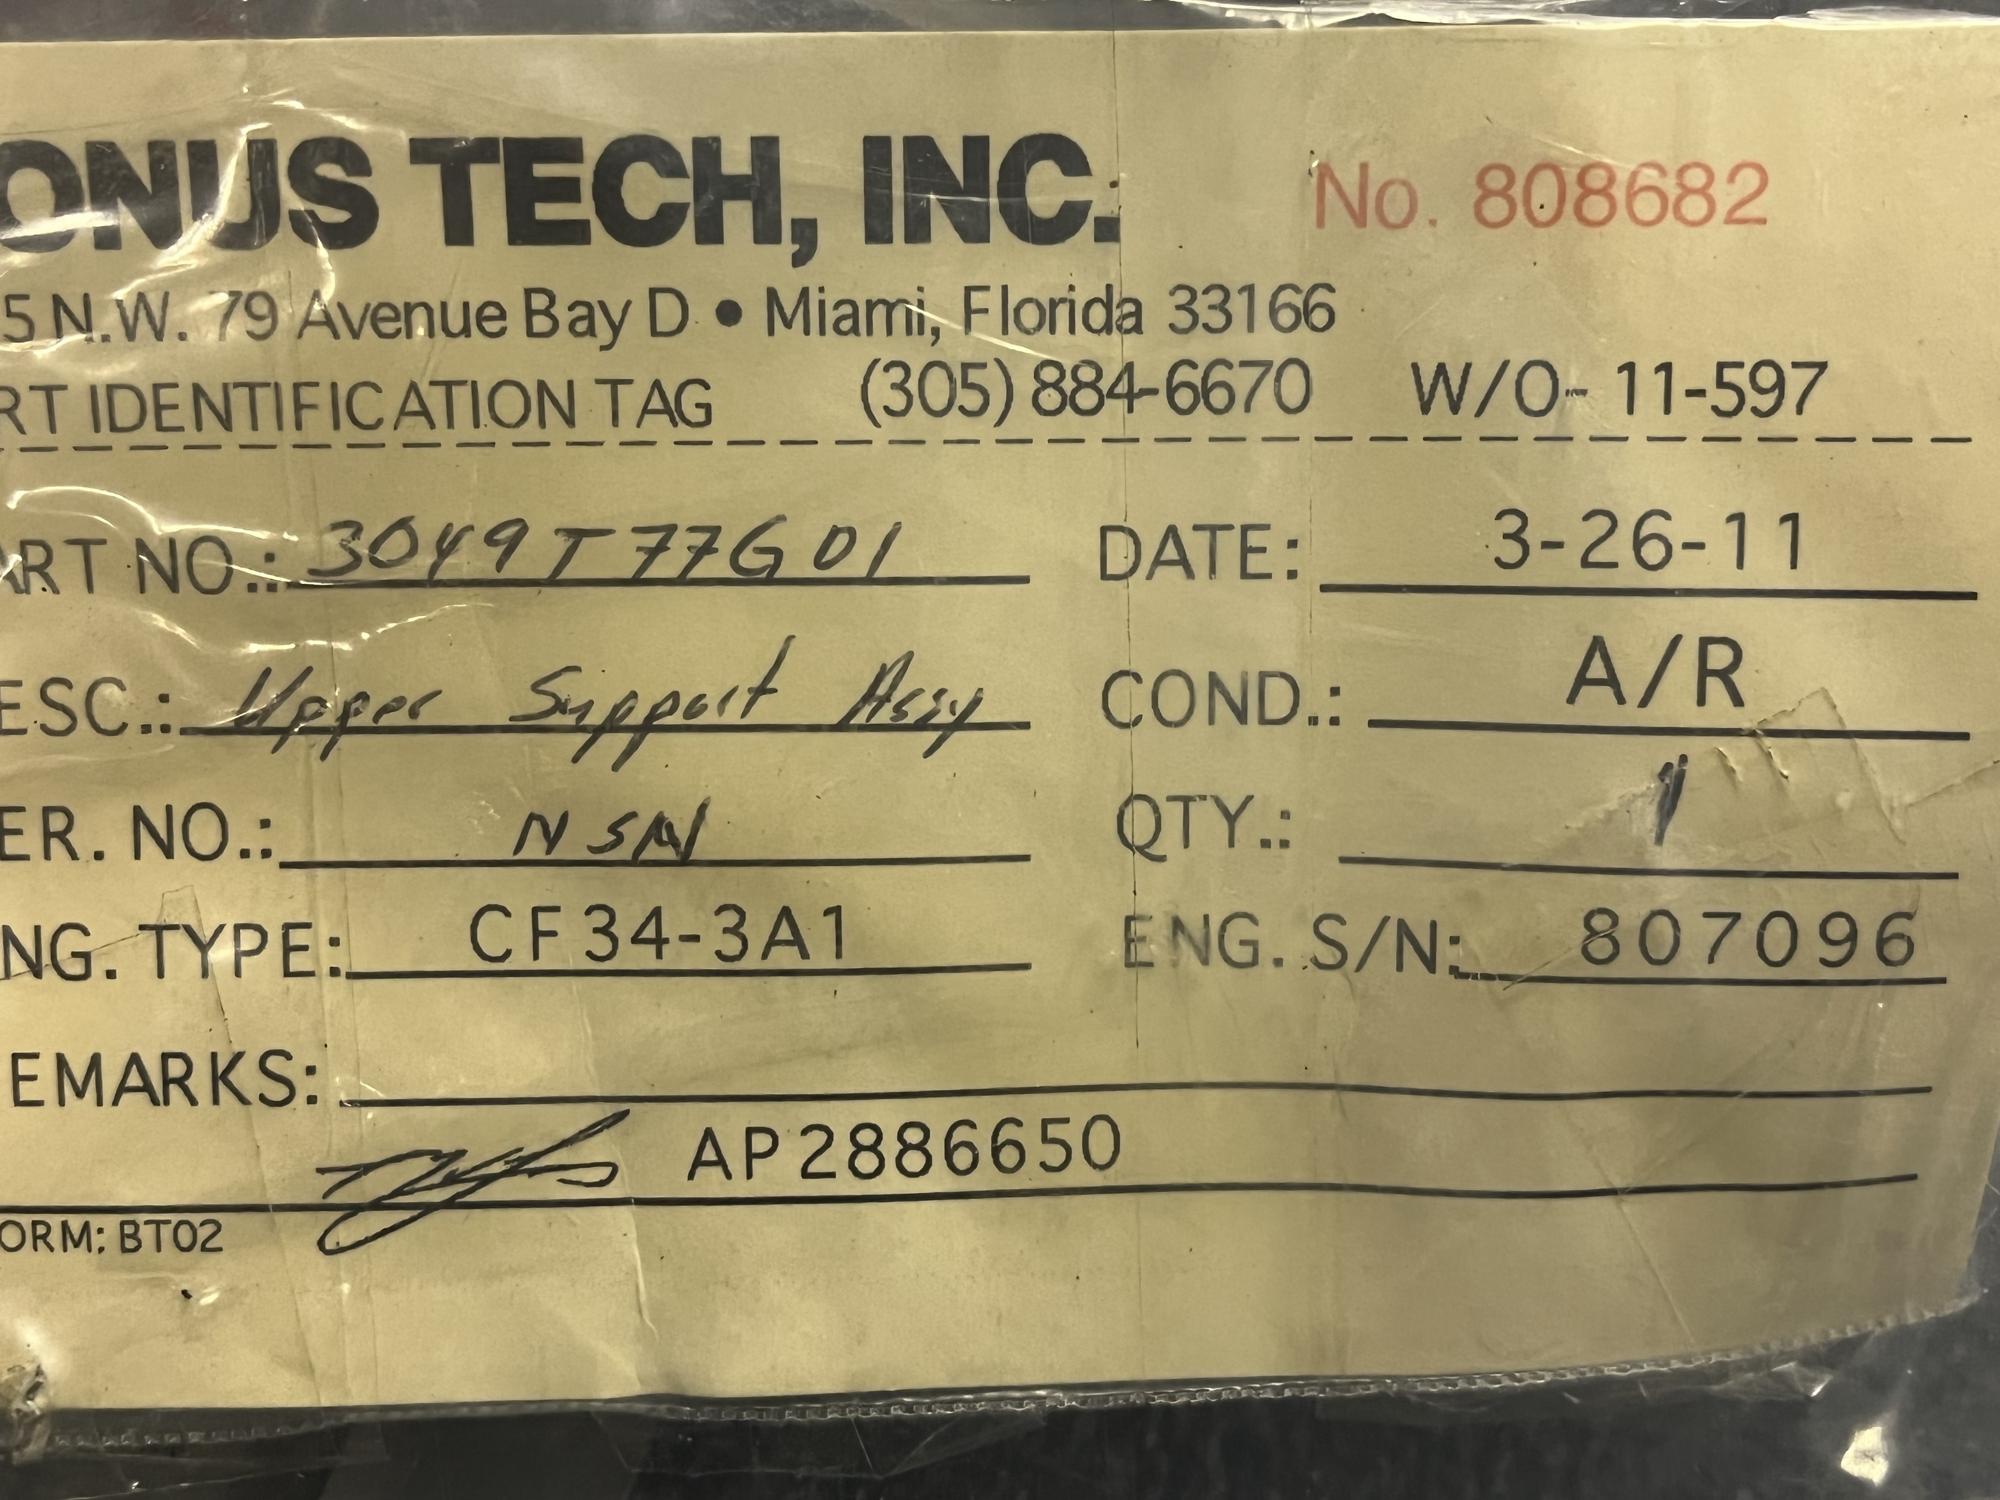 ONUS TECH, INC. No. 808682
5 N.W. 79 Avenue Bay D • Miami, Florida 33166
RT IDENTIFICATION TAG (305) 884-6670 W/O- 11-597
ART NO.: 3049T77G01 DATE: 3-26-11
ESC.: Upper Support Assy COND.: A/R
ER. NO.: NSN QTY.: 1
NG. TYPE: CF34-3A1 ENG. S/N: 807096
EMARKS:
AP2886650
ORM: BT02